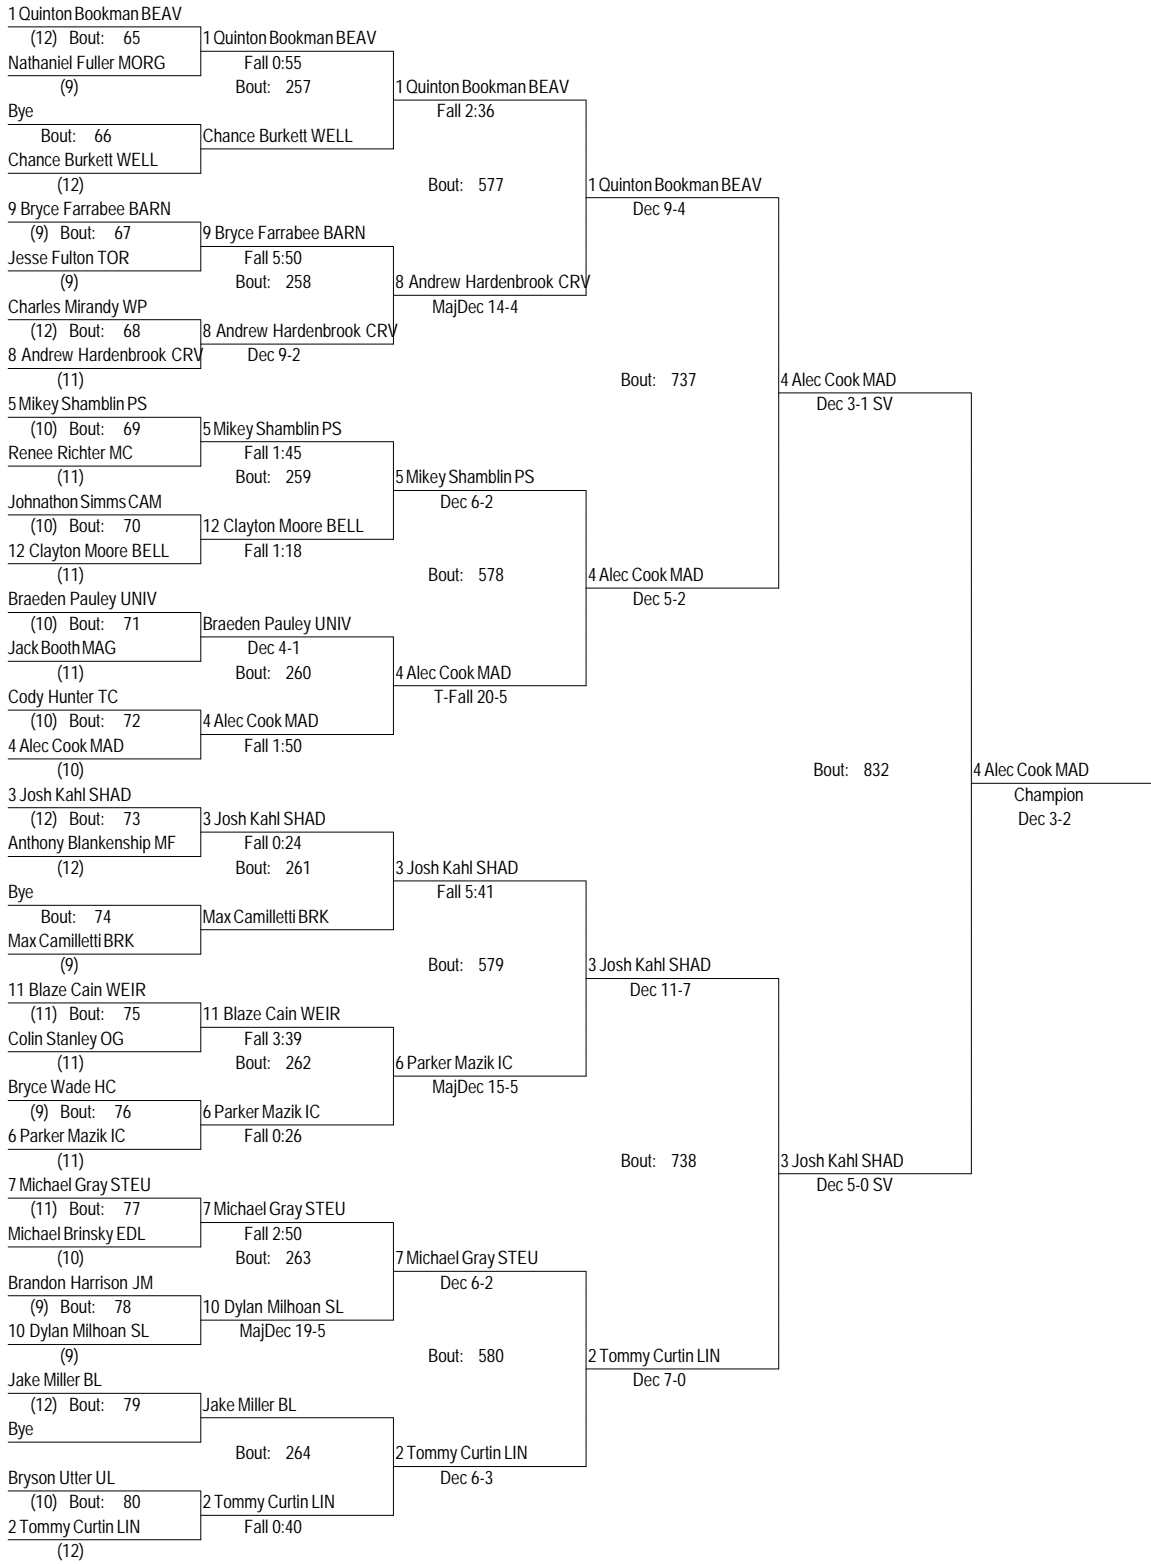 1 Quinton Bookman BEAV
(12) Bout: 65
1 Quinton Bookman BEAV
Nathaniel Fuller MORG
Fall 0:55
(9)
Bout: 257
1 Quinton Bookman BEAV
Bye
Fall 2:36
Bout: 66
Chance Burkett WELL
Chance Burkett WELL
(12)
Bout: 577
1 Quinton Bookman BEAV
9 Bryce Farrabee BARN
Dec 9-4
(9) Bout: 67
9 Bryce Farrabee BARN
Jesse Fulton TOR
Fall 5:50
(9)
Bout: 258
8 Andrew Hardenbrook CRV
Charles Mirandy WP
MajDec 14-4
(12) Bout: 68
8 Andrew Hardenbrook CRV
8 Andrew Hardenbrook CRV
Dec 9-2
(11)
Bout: 737
4 Alec Cook MAD
5 Mikey Shamblin PS
Dec 3-1 SV
(10) Bout: 69
5 Mikey Shamblin PS
Renee Richter MC
Fall 1:45
(11)
Bout: 259
5 Mikey Shamblin PS
Johnathon Simms CAM
Dec 6-2
(10) Bout: 70
12 Clayton Moore BELL
12 Clayton Moore BELL
Fall 1:18
(11)
Bout: 578
4 Alec Cook MAD
Braeden Pauley UNIV
Dec 5-2
(10) Bout: 71
Braeden Pauley UNIV
Jack Booth MAG
Dec 4-1
(11)
Bout: 260
4 Alec Cook MAD
Cody Hunter TC
T-Fall 20-5
(10) Bout: 72
4 Alec Cook MAD
4 Alec Cook MAD
Fall 1:50
(10)
Bout: 832
4 Alec Cook MAD
3 Josh Kahl SHAD
Champion
(12) Bout: 73
3 Josh Kahl SHAD
Dec 3-2
Anthony Blankenship MF
Fall 0:24
(12)
Bout: 261
3 Josh Kahl SHAD
Bye
Fall 5:41
Bout: 74
Max Camilletti BRK
Max Camilletti BRK
(9)
Bout: 579
3 Josh Kahl SHAD
11 Blaze Cain WEIR
Dec 11-7
(11) Bout: 75
11 Blaze Cain WEIR
Colin Stanley OG
Fall 3:39
(11)
Bout: 262
6 Parker Mazik IC
Bryce Wade HC
MajDec 15-5
(9) Bout: 76
6 Parker Mazik IC
6 Parker Mazik IC
Fall 0:26
(11)
Bout: 738
3 Josh Kahl SHAD
7 Michael Gray STEU
Dec 5-0 SV
(11) Bout: 77
7 Michael Gray STEU
Michael Brinsky EDL
Fall 2:50
(10)
Bout: 263
7 Michael Gray STEU
Brandon Harrison JM
Dec 6-2
(9) Bout: 78
10 Dylan Milhoan SL
10 Dylan Milhoan SL
MajDec 19-5
(9)
Bout: 580
2 Tommy Curtin LIN
Jake Miller BL
Dec 7-0
(12) Bout: 79
Jake Miller BL
Bye
Bout: 264
2 Tommy Curtin LIN
Bryson Utter UL
Dec 6-3
(10) Bout: 80
2 Tommy Curtin LIN
2 Tommy Curtin LIN
Fall 0:40
(12)